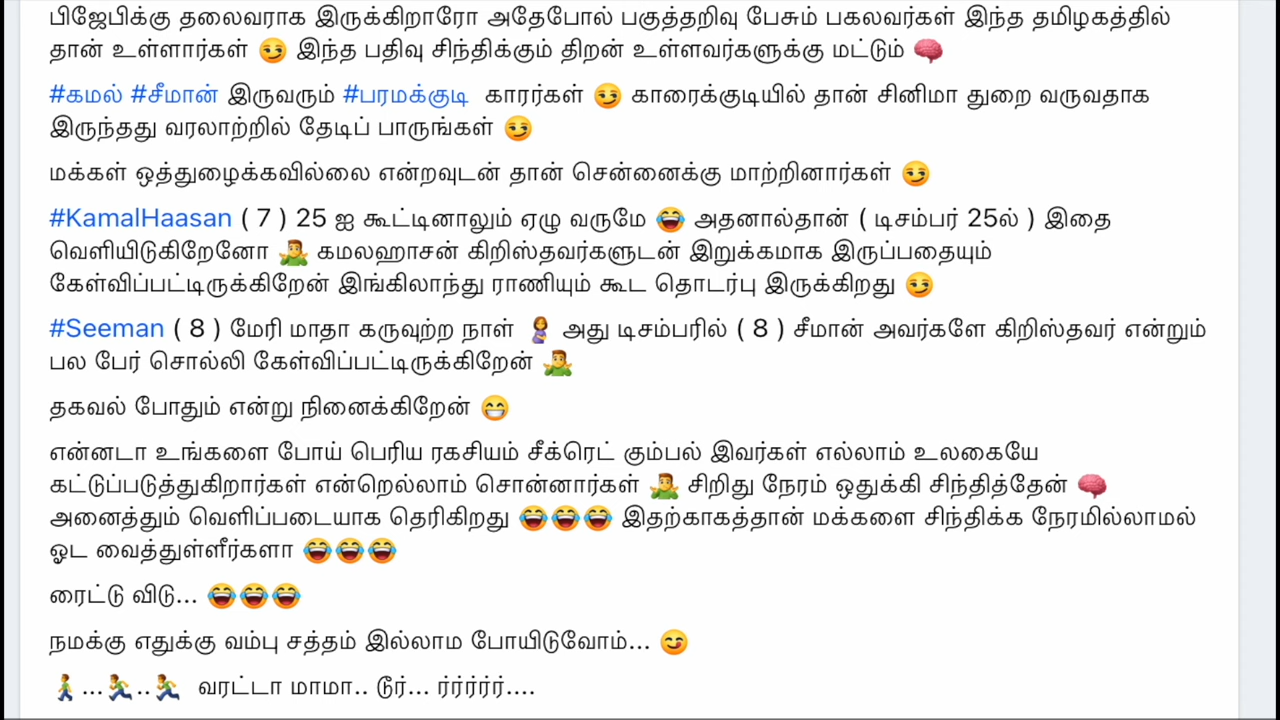 பிஜேபிக்கு தலைவராக இருக்கிறாரோ அதேபோல் பகுத்தறிவு பேசும் பகலவர்கள் இந்த தமிழகத்தில்
தான் உள்ளார்கள் 😏 இந்த பதிவு சிந்திக்கும் திறன் உள்ளவர்களுக்கு மட்டும் 🧠
#கமல் #சீமான் இருவரும் #பரமக்குடி காரர்கள் 😏 காரைக்குடியில் தான் சினிமா துறை வருவதாக
இருந்தது வரலாற்றில் தேடிப் பாருங்கள் 😏
மக்கள் ஒத்துழைக்கவில்லை என்றவுடன் தான் சென்னைக்கு மாற்றினார்கள் 😏
#KamalHaasan ( 7 ) 25 ஐ கூட்டினாலும் ஏழு வருமே 😂 அதனால்தான் ( டிசம்பர் 25ல் ) இதை
வெளியிடுகிறேனோ 🤷‍♂️ கமலஹாசன் கிறிஸ்தவர்களுடன் இறுக்கமாக இருப்பதையும்
கேள்விப்பட்டிருக்கிறேன் இங்கிலாந்து ராணியும் கூட தொடர்பு இருக்கிறது 😏
#Seeman ( 8 ) மேரி மாதா கருவுற்ற நாள் 🤰 அது டிசம்பரில் ( 8 ) சீமான் அவர்களே கிறிஸ்தவர் என்றும்
பல பேர் சொல்லி கேள்விப்பட்டிருக்கிறேன் 🤷‍♂️
தகவல் போதும் என்று நினைக்கிறேன் 😁
என்னடா உங்களை போய் பெரிய ரகசியம் சீக்ரெட் கும்பல் இவர்கள் எல்லாம் உலகையே
கட்டுப்படுத்துகிறார்கள் என்றெல்லாம் சொன்னார்கள் 🤷‍♂️ சிறிது நேரம் ஒதுக்கி சிந்தித்தேன் 🧠
அனைத்தும் வெளிப்படையாக தெரிகிறது 😂😂😂 இதற்காகத்தான் மக்களை சிந்திக்க நேரமில்லாமல்
ஓட வைத்துள்ளீர்களா 😂😂😂
ரைட்டு விடு... 😂😂😂
நமக்கு எதுக்கு வம்பு சத்தம் இல்லாம போயிடுவோம்... 😋
🚶‍♂️...🏃‍♂️..🏃‍♂️ வரட்டா மாமா.. டூர்... ர்ர்ர்ர்ர்....